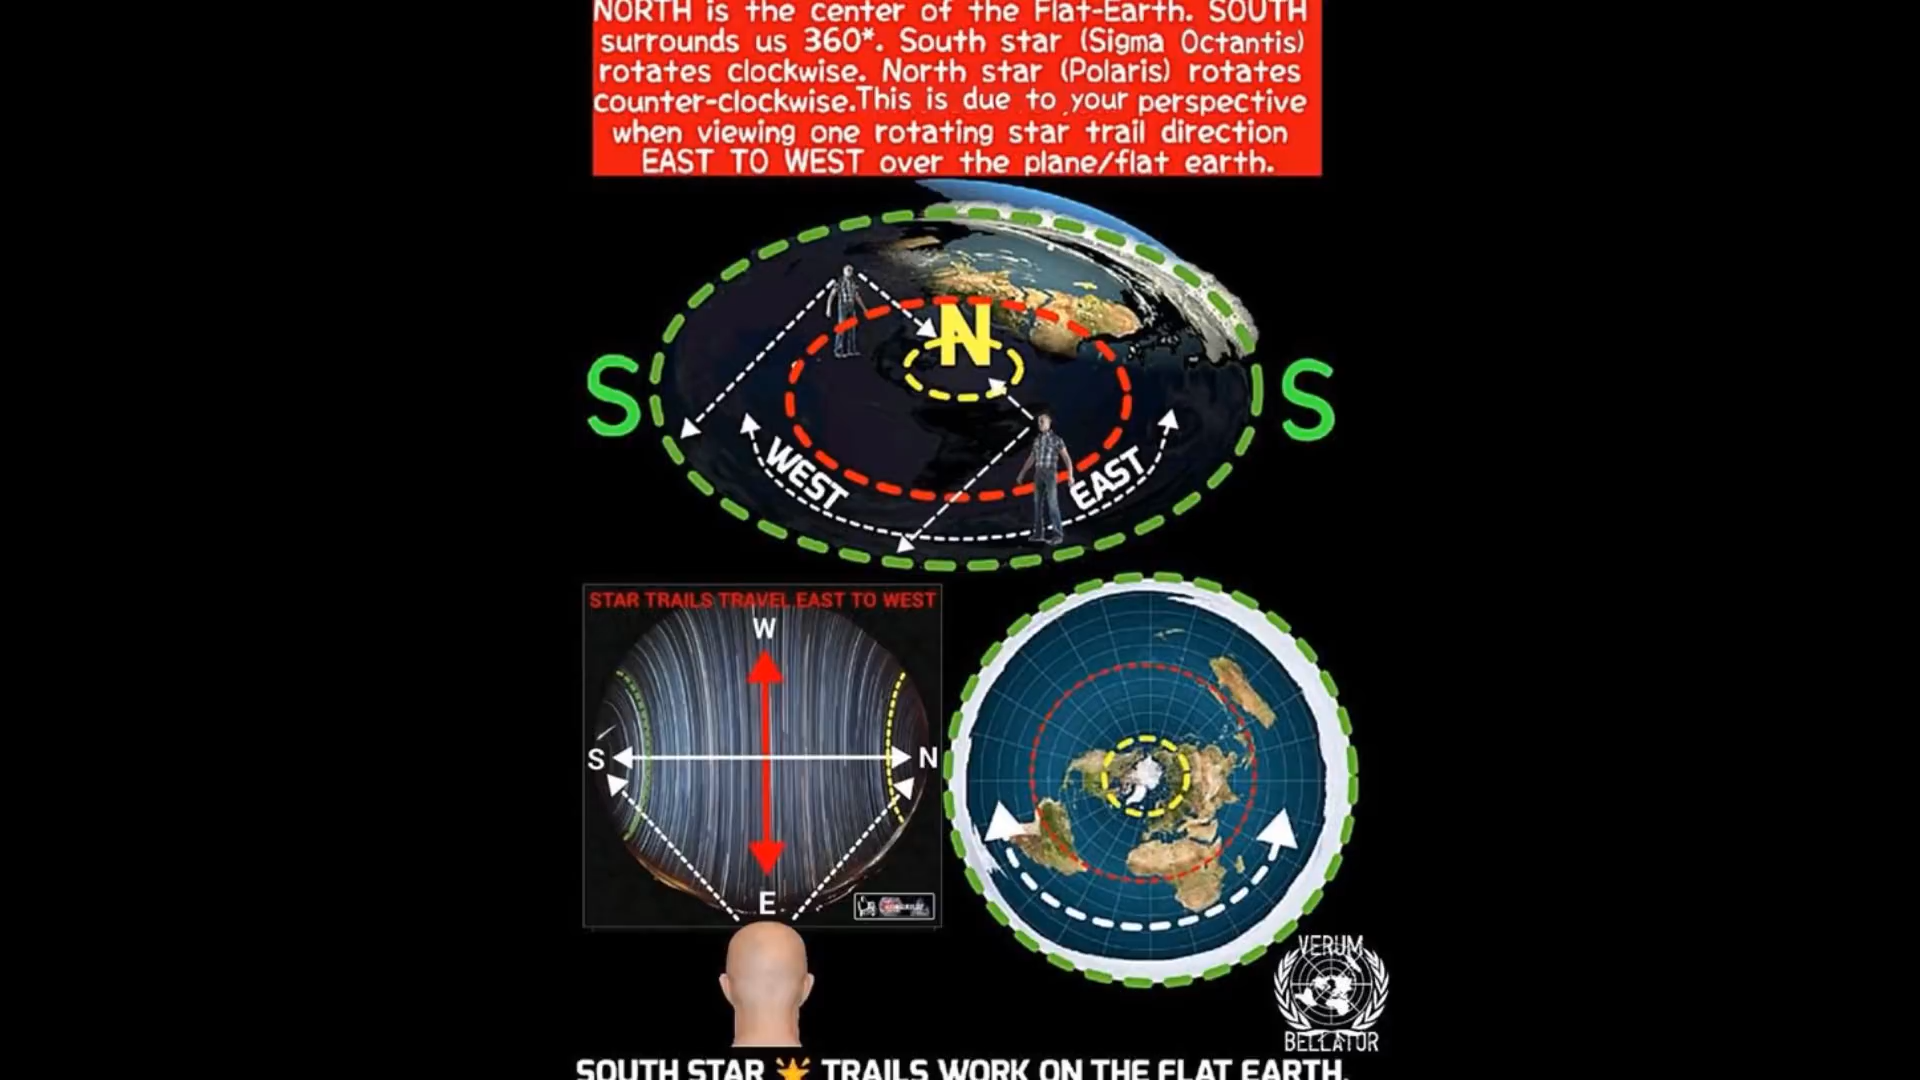 NORTH is the center of the Flat-Earth. SOUTH
surrounds us 360*. South star (Sigma Octantis)
rotates clockwise. North star (Polaris) rotates
counter-clockwise.This is due to your perspective
when viewing one rotating star trail direction
EAST TO WEST over the plane/flat earth.
N
S
S
WEST
EAST
STAR TRAILS TRAVEL EAST TO WEST
W
S
N
E
VERUM
BELLATOR
SOUTH STAR 🌟 TRAILS WORK ON THE FLAT EARTH.